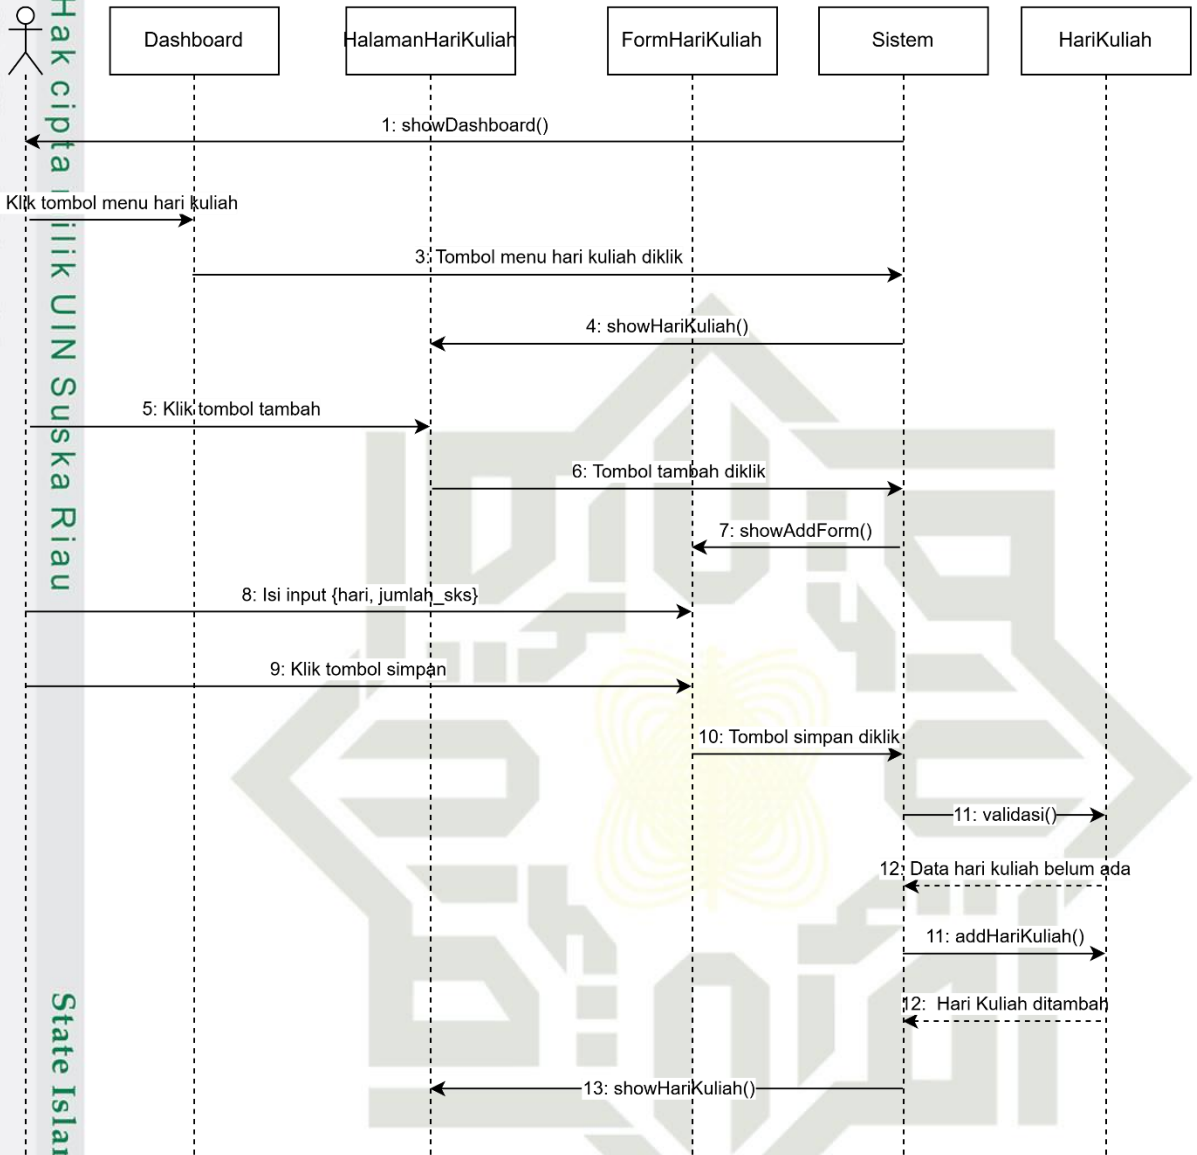 Dashboard
HalamanHariKuliah
FormHariKuliah
Sistem
HariKuliah
1: showDashboard()
Klik tombol menu hari kuliah
3: Tombol menu hari kuliah diklik
4: showHariKuliah()
5: Klik tombol tambah
6: Tombol tambah diklik
7: showAddForm()
8: Isi input {hari, jumlah_sks}
9: Klik tombol simpan
10: Tombol simpan diklik
11: validasi()
12: Data hari kuliah belum ada
11: addHariKuliah()
12: Hari Kuliah ditambah
13: showHariKuliah()
Hak cipta milik UIN Suska Riau
State Islam